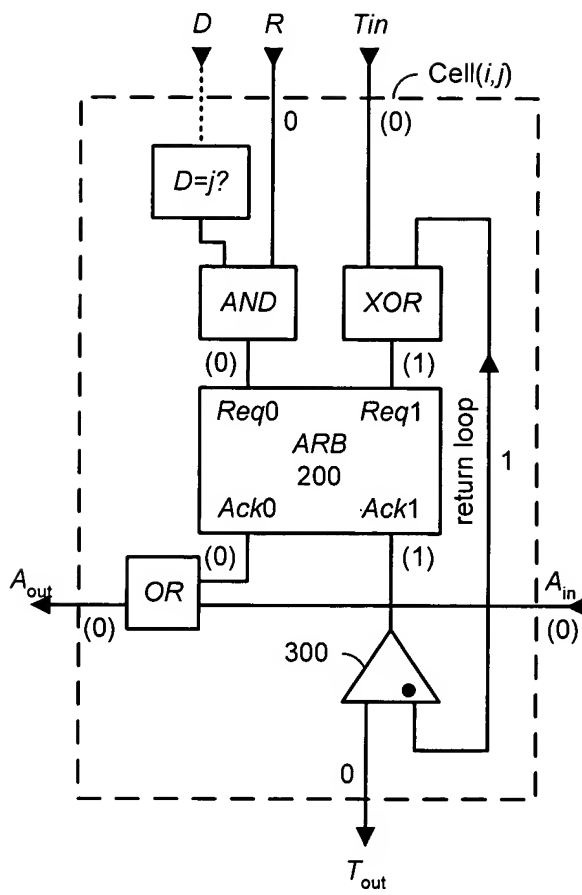 D R Tin
Cell(i,j)
0 (0)
D=j?
AND XOR
(0) (1)
Req0 Req1
ARB
200
Ack0 Ack1
return loop
1
(0) (1)
Aout OR Ain
(0) (0)
300
0
Tout